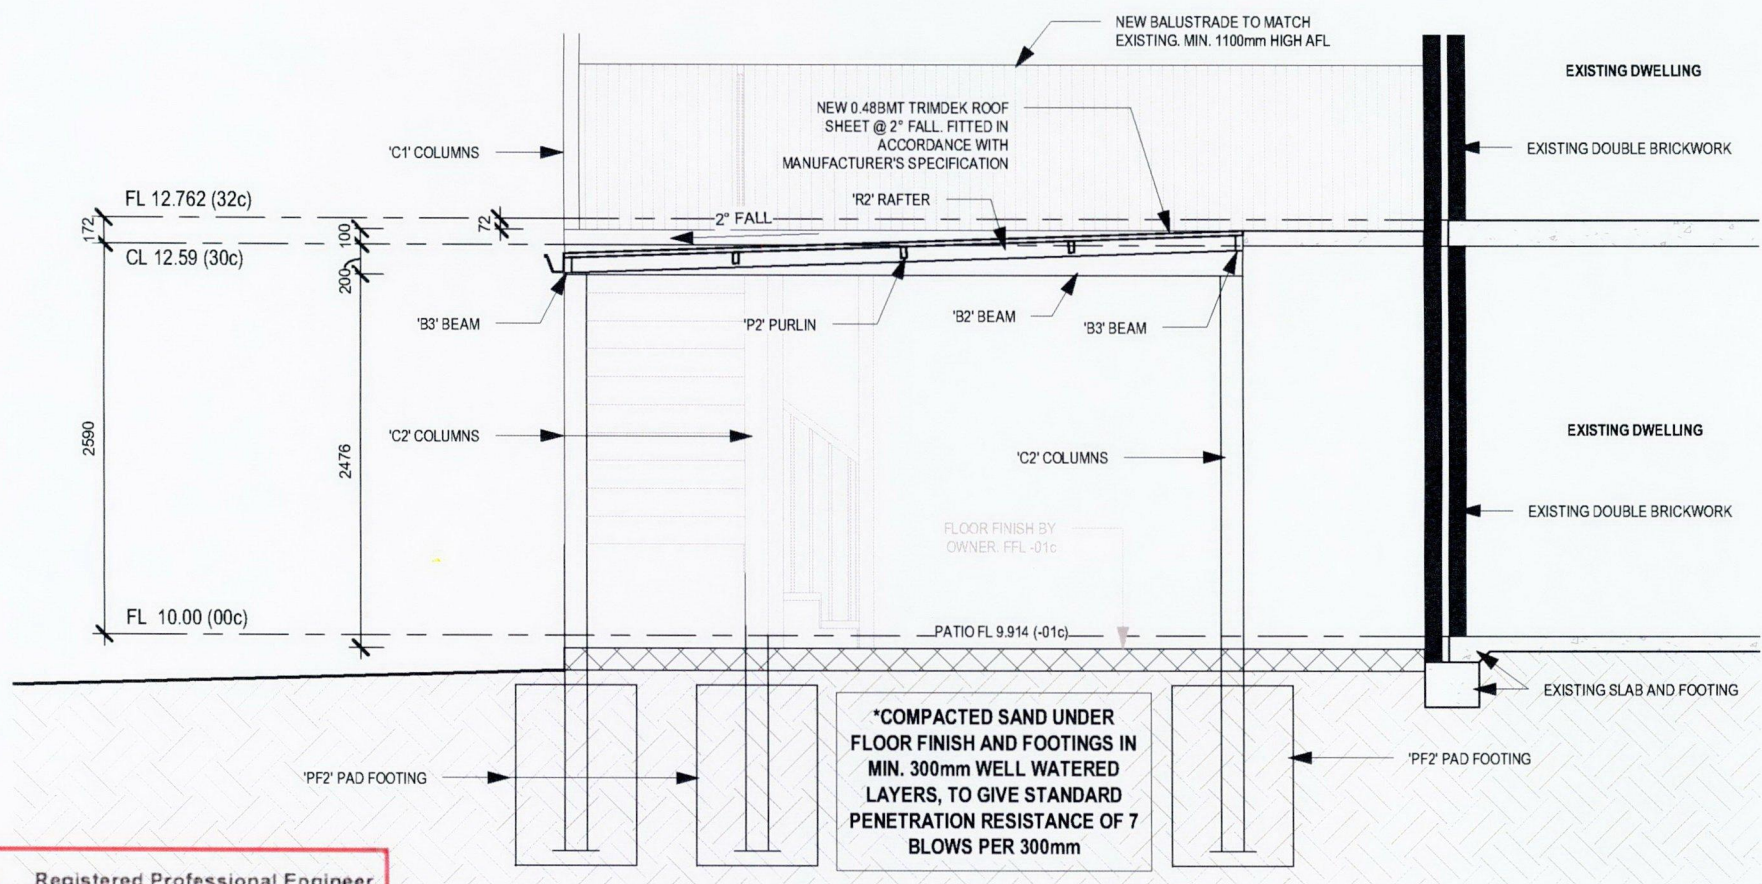 NEW BALUSTRADE TO MATCH
EXISTING. MIN. 1100mm HIGH AFL
EXISTING DWELLING
NEW 0.48BMT TRIMDEK ROOF
SHEET @ 2° FALL. FITTED IN
ACCORDANCE WITH
MANUFACTURER'S SPECIFICATION
'C1' COLUMNS
EXISTING DOUBLE BRICKWORK
FL 12.762 (32c)
'R2' RAFTER
172
100
72
2° FALL
CL 12.59 (30c)
200
'B3' BEAM
'P2' PURLIN
'B2' BEAM
'B3' BEAM
2590
2476
'C2' COLUMNS
'C2' COLUMNS
EXISTING DWELLING
EXISTING DOUBLE BRICKWORK
FLOOR FINISH BY
OWNER. FFL -01c
FL 10.00 (00c)
PATIO FL 9.914 (-01c)
EXISTING SLAB AND FOOTING
*COMPACTED SAND UNDER
FLOOR FINISH AND FOOTINGS IN
MIN. 300mm WELL WATERED
LAYERS, TO GIVE STANDARD
PENETRATION RESISTANCE OF 7
BLOWS PER 300mm
'PF2' PAD FOOTING
'PF2' PAD FOOTING
Registered Professional Engineer